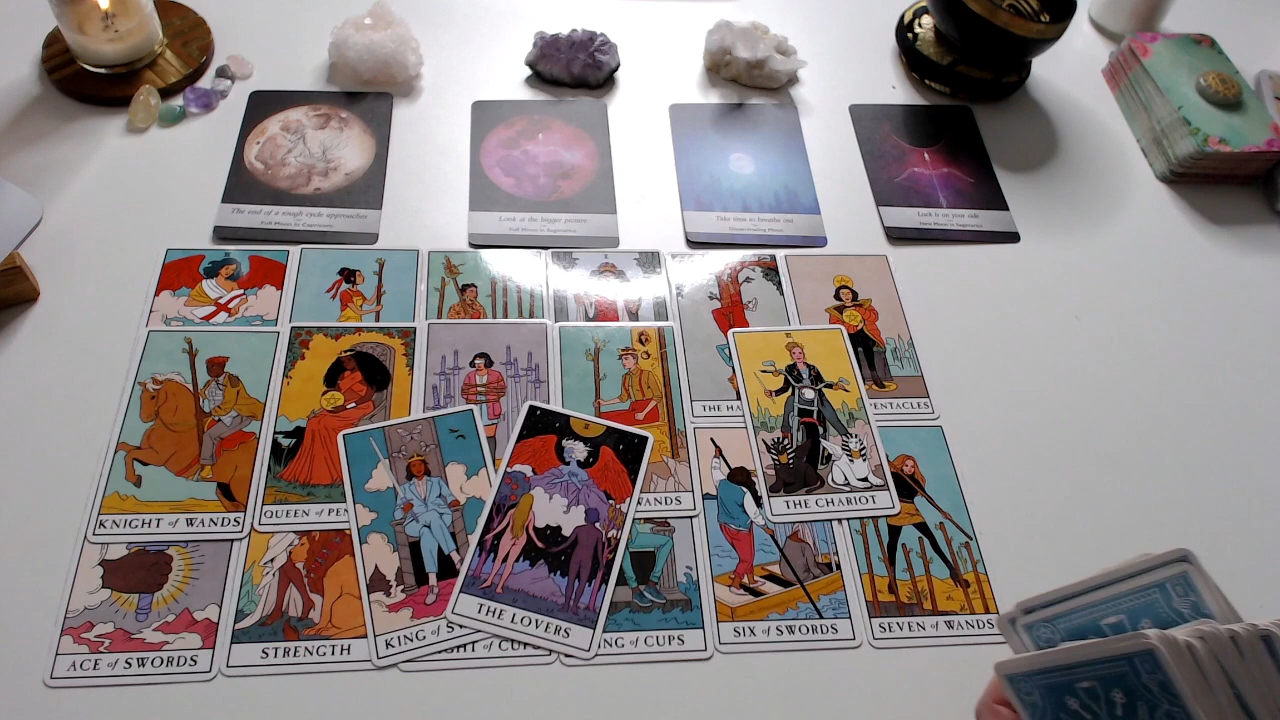 The end of a tough cycle approaches
Full Moon in Capricorn
Look at the bigger picture
Full Moon in Sagittarius
Take time to breathe out
Disseminating Moon
Luck is on your side
New Moon in Sagittarius
THE HA
PENTACLES
KNIGHT of WANDS
QUEEN of PEN
WANDS
THE CHARIOT
ACE of SWORDS
STRENGTH
KING of S
THE LOVERS
GHT of CUPS
NG of CUPS
SIX of SWORDS
SEVEN of WANDS